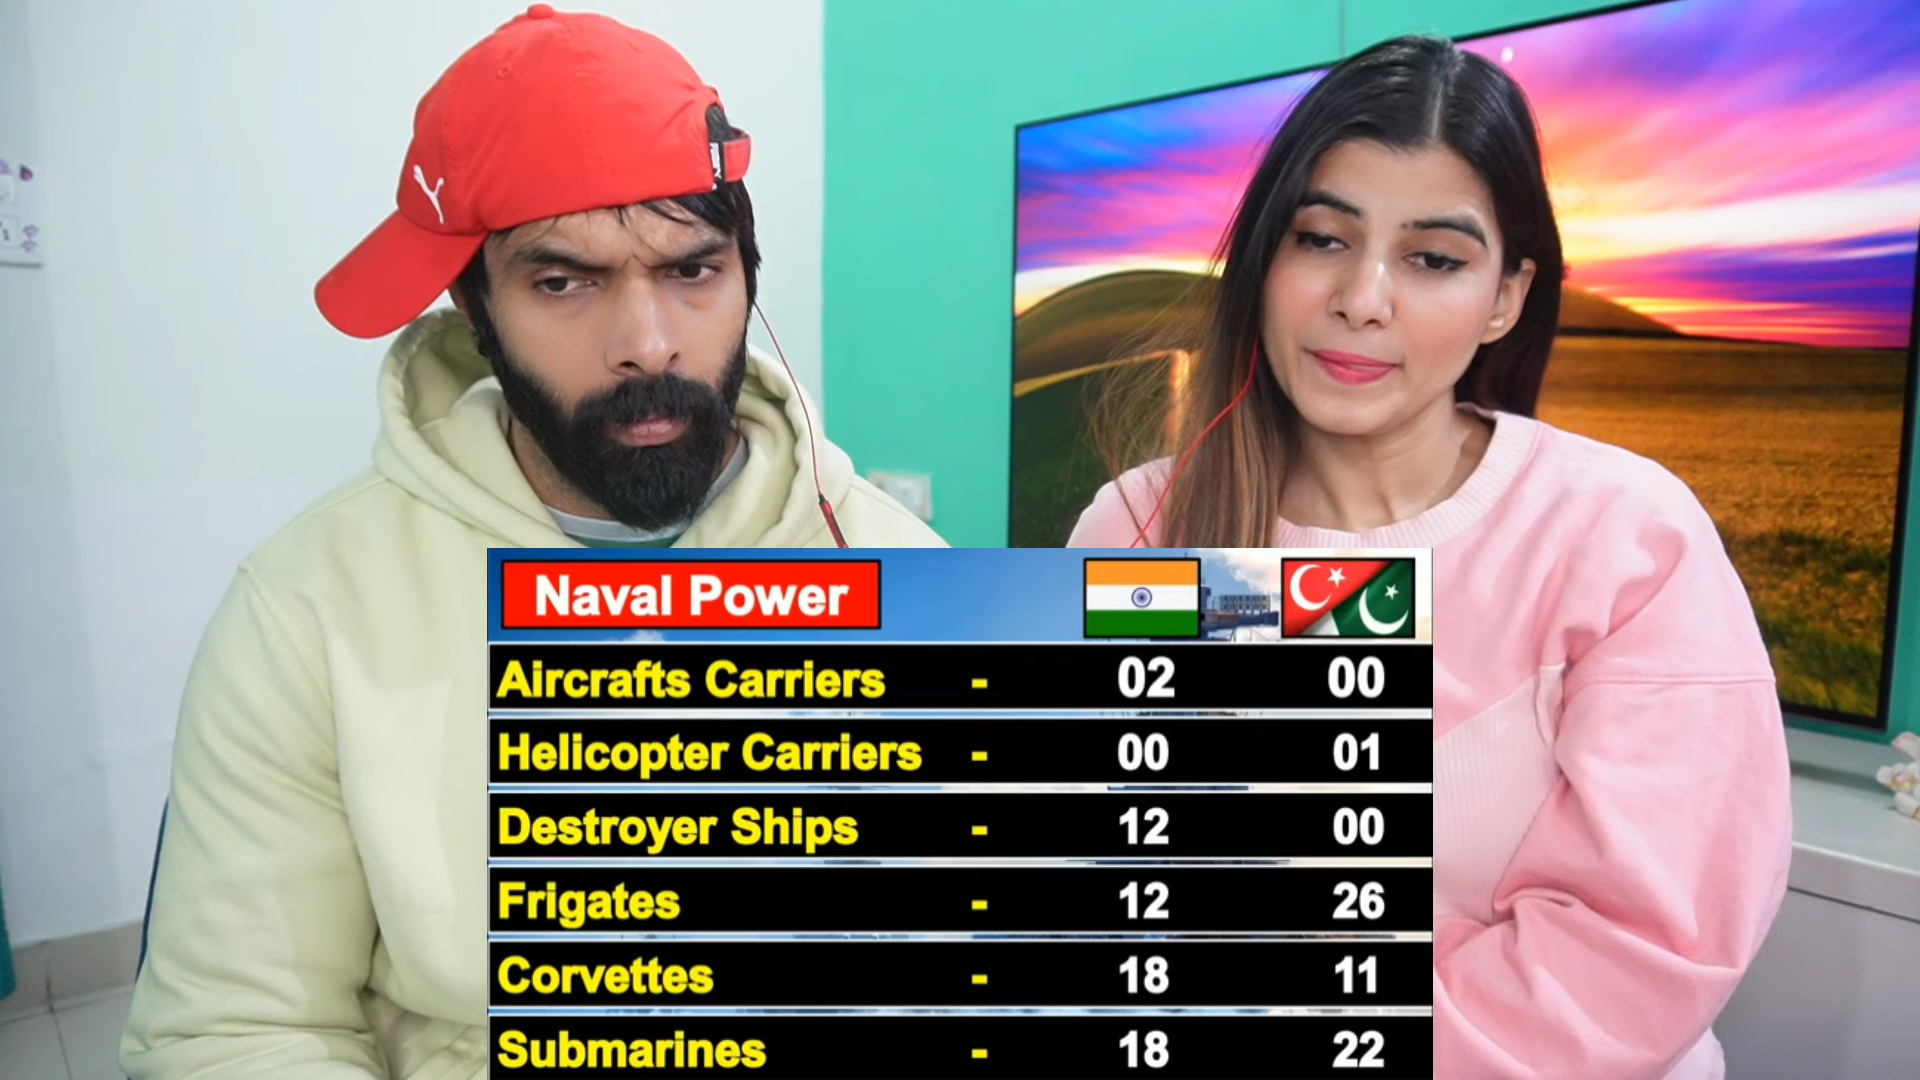 Naval Power
Aircrafts Carriers - 02 00
Helicopter Carriers - 00 01
Destroyer Ships - 12 00
Frigates - 12 26
Corvettes - 18 11
Submarines - 18 22